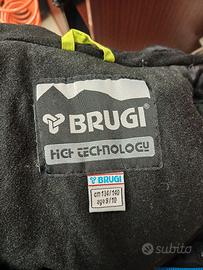 BRUGI
HCF TECHNOLOGY
BRUGI
cm 134/140
age 9/10
subito